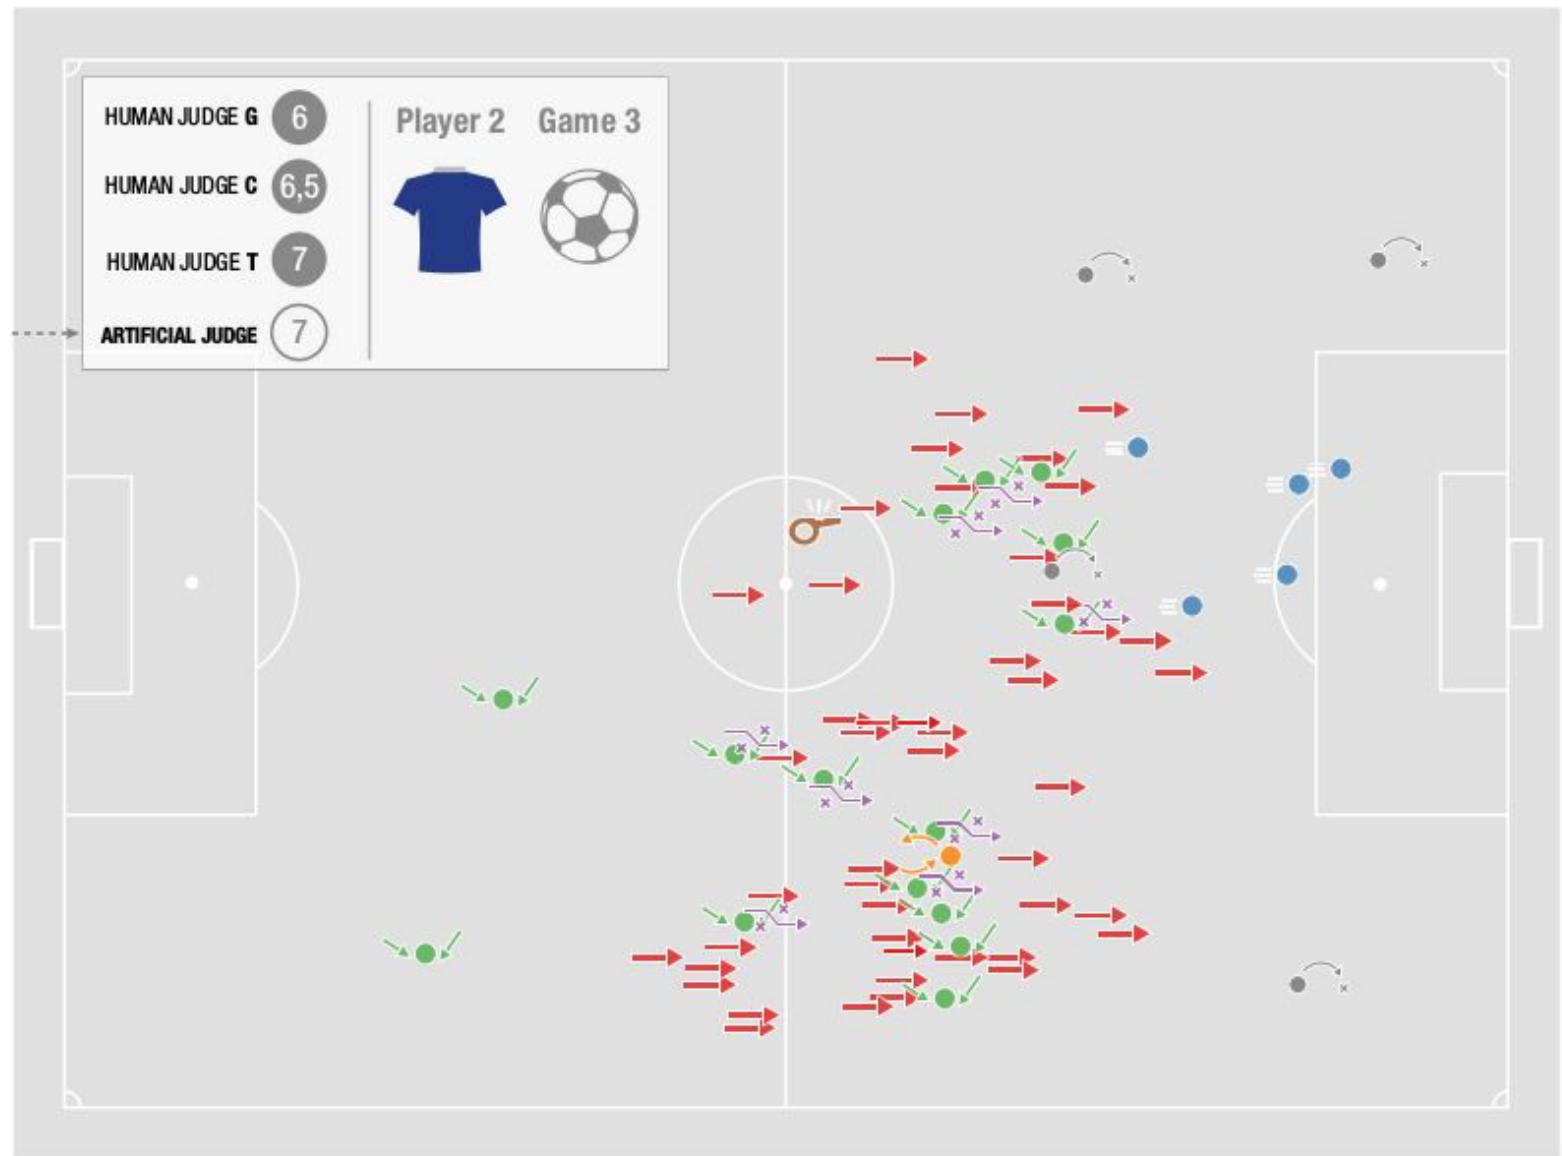 HUMAN JUDGE G 6
HUMAN JUDGE C 6,5
HUMAN JUDGE T 7
ARTIFICIAL JUDGE 7
Player 2 Game 3